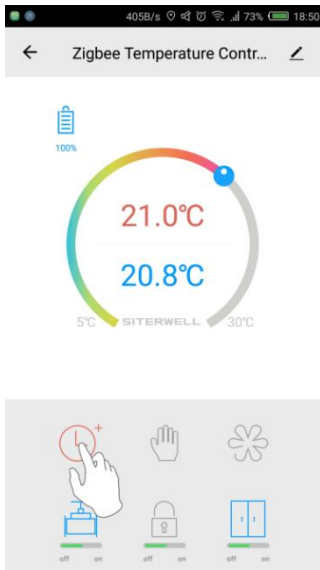 405B/s 73% 18:50
Zigbee Temperature Contr...
100%
21.0℃
20.8℃
5℃ SITERWELL 30℃
off on off on off on